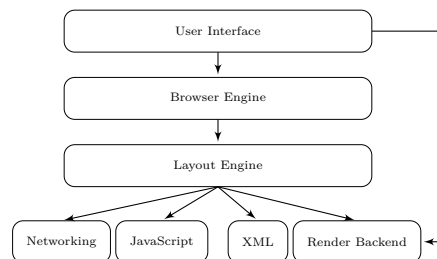 User Interface
Browser Engine
Layout Engine
Networking
JavaScript
XML
Render Backend